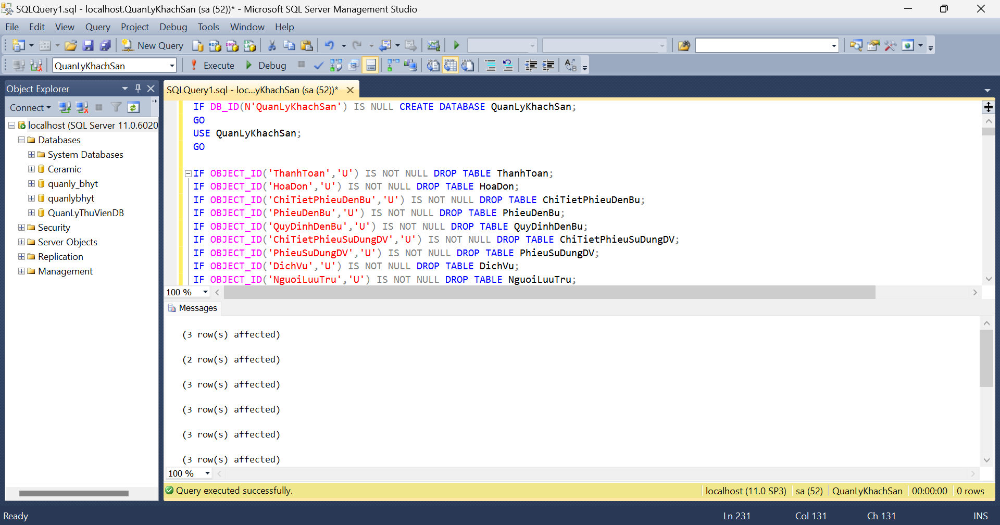 SQLQuery1.sql - localhost.QuanLyKhachSan (sa (52))* - Microsoft SQL Server Management Studio
File Edit View Query Project Debug Tools Window Help
New Query
QuanLyKhachSan Execute Debug
Object Explorer
Connect
localhost (SQL Server 11.0.6020
Databases
System Databases
Ceramic
quanly_bhyt
quanlybhyt
QuanLyThuVienDB
Security
Server Objects
Replication
Management
SQLQuery1.sql - loc...yKhachSan (sa (52))*
IF DB_ID(N'QuanLyKhachSan') IS NULL CREATE DATABASE QuanLyKhachSan;
GO
USE QuanLyKhachSan;
GO
IF OBJECT_ID('ThanhToan','U') IS NOT NULL DROP TABLE ThanhToan;
IF OBJECT_ID('HoaDon','U') IS NOT NULL DROP TABLE HoaDon;
IF OBJECT_ID('ChiTietPhieuDenBu','U') IS NOT NULL DROP TABLE ChiTietPhieuDenBu;
IF OBJECT_ID('PhieuDenBu','U') IS NOT NULL DROP TABLE PhieuDenBu;
IF OBJECT_ID('QuyDinhDenBu','U') IS NOT NULL DROP TABLE QuyDinhDenBu;
IF OBJECT_ID('ChiTietPhieuSuDungDV','U') IS NOT NULL DROP TABLE ChiTietPhieuSuDungDV;
IF OBJECT_ID('PhieuSuDungDV','U') IS NOT NULL DROP TABLE PhieuSuDungDV;
IF OBJECT_ID('DichVu','U') IS NOT NULL DROP TABLE DichVu;
IF OBJECT_ID('NguoiLuuTru','U') IS NOT NULL DROP TABLE NguoiLuuTru;
100 %
Messages
(3 row(s) affected)
(2 row(s) affected)
(3 row(s) affected)
(3 row(s) affected)
(3 row(s) affected)
(3 row(s) affected)
100 %
Query executed successfully. localhost (11.0 SP3) sa (52) QuanLyKhachSan 00:00:00 0 rows
Ready Ln 231 Col 131 Ch 131 INS